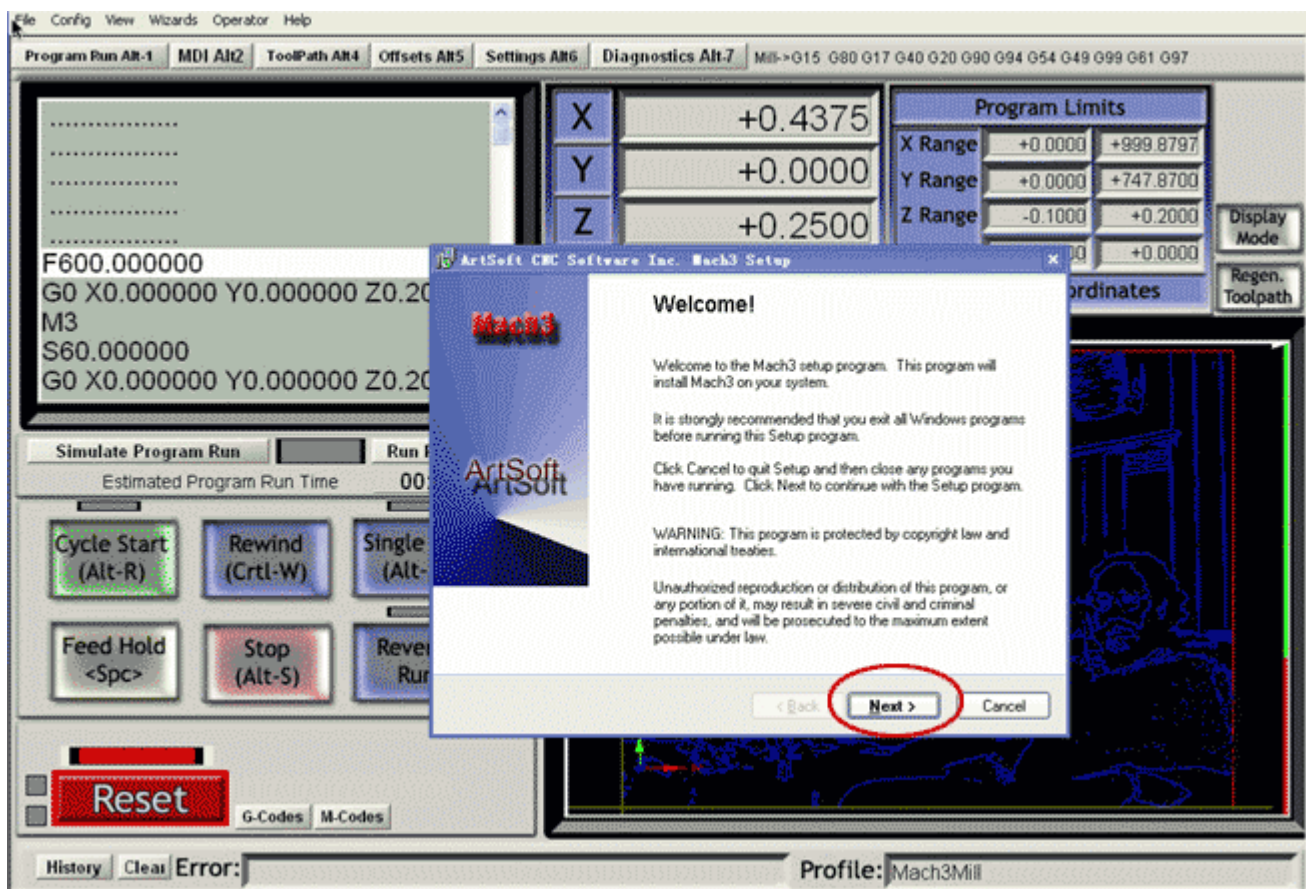 File Config View Wizards Operator Help
Program Run Alt-1 MDI Alt2 ToolPath Alt4 Offsets Alt5 Settings Alt6 Diagnostics Alt-7 Mill->G15 G80 G17 G40 G20 G90 G94 G54 G49 G99 G61 G97
X +0.4375
Y +0.0000
Z +0.2500
Program Limits
X Range +0.0000 +999.8797
Y Range +0.0000 +747.8700
Z Range -0.1000 +0.2000
+0.0000
Display
Mode
Regen.
Toolpath
F600.000000
G0 X0.000000 Y0.000000 Z0.20
M3
S60.000000
G0 X0.000000 Y0.000000 Z0.20
ArtSoft CNC Software Inc. Mach3 Setup
Mach3
ArtSoft
Welcome!
Welcome to the Mach3 setup program. This program will
install Mach3 on your system.
It is strongly recommended that you exit all Windows programs
before running this Setup program.
Click Cancel to quit Setup and then close any programs you
have running. Click Next to continue with the Setup program.
WARNING: This program is protected by copyright law and
international treaties.
Unauthorized reproduction or distribution of this program, or
any portion of it, may result in severe civil and criminal
penalties, and will be prosecuted to the maximum extent
possible under law.
< Back Next > Cancel
Simulate Program Run Run
Estimated Program Run Time 00:
Cycle Start
(Alt-R)
Rewind
(Crtl-W)
Single
(Alt-
Feed Hold
<Spc>
Stop
(Alt-S)
Reve
Run
Reset
G-Codes M-Codes
History Clear Error: Profile: Mach3Mill